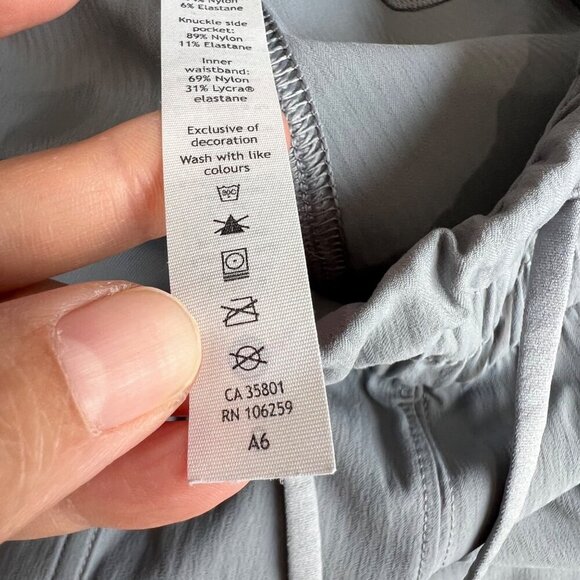 Nylon
6% Elastane
Knuckle side
pocket:
89% Nylon
11% Elastane
Inner
waistband:
69% Nylon
31% Lycra®
elastane
Exclusive of
decoration
Wash with like
colours
CA 35801
RN 106259
A6